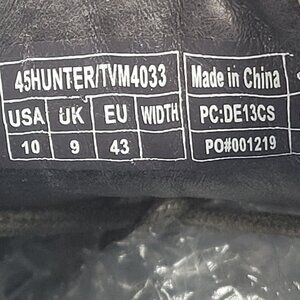 45HUNTER/TVM4033
USA UK EU WIDTH
10 9 43
Made in China
PC:DE13CS
PO#001219